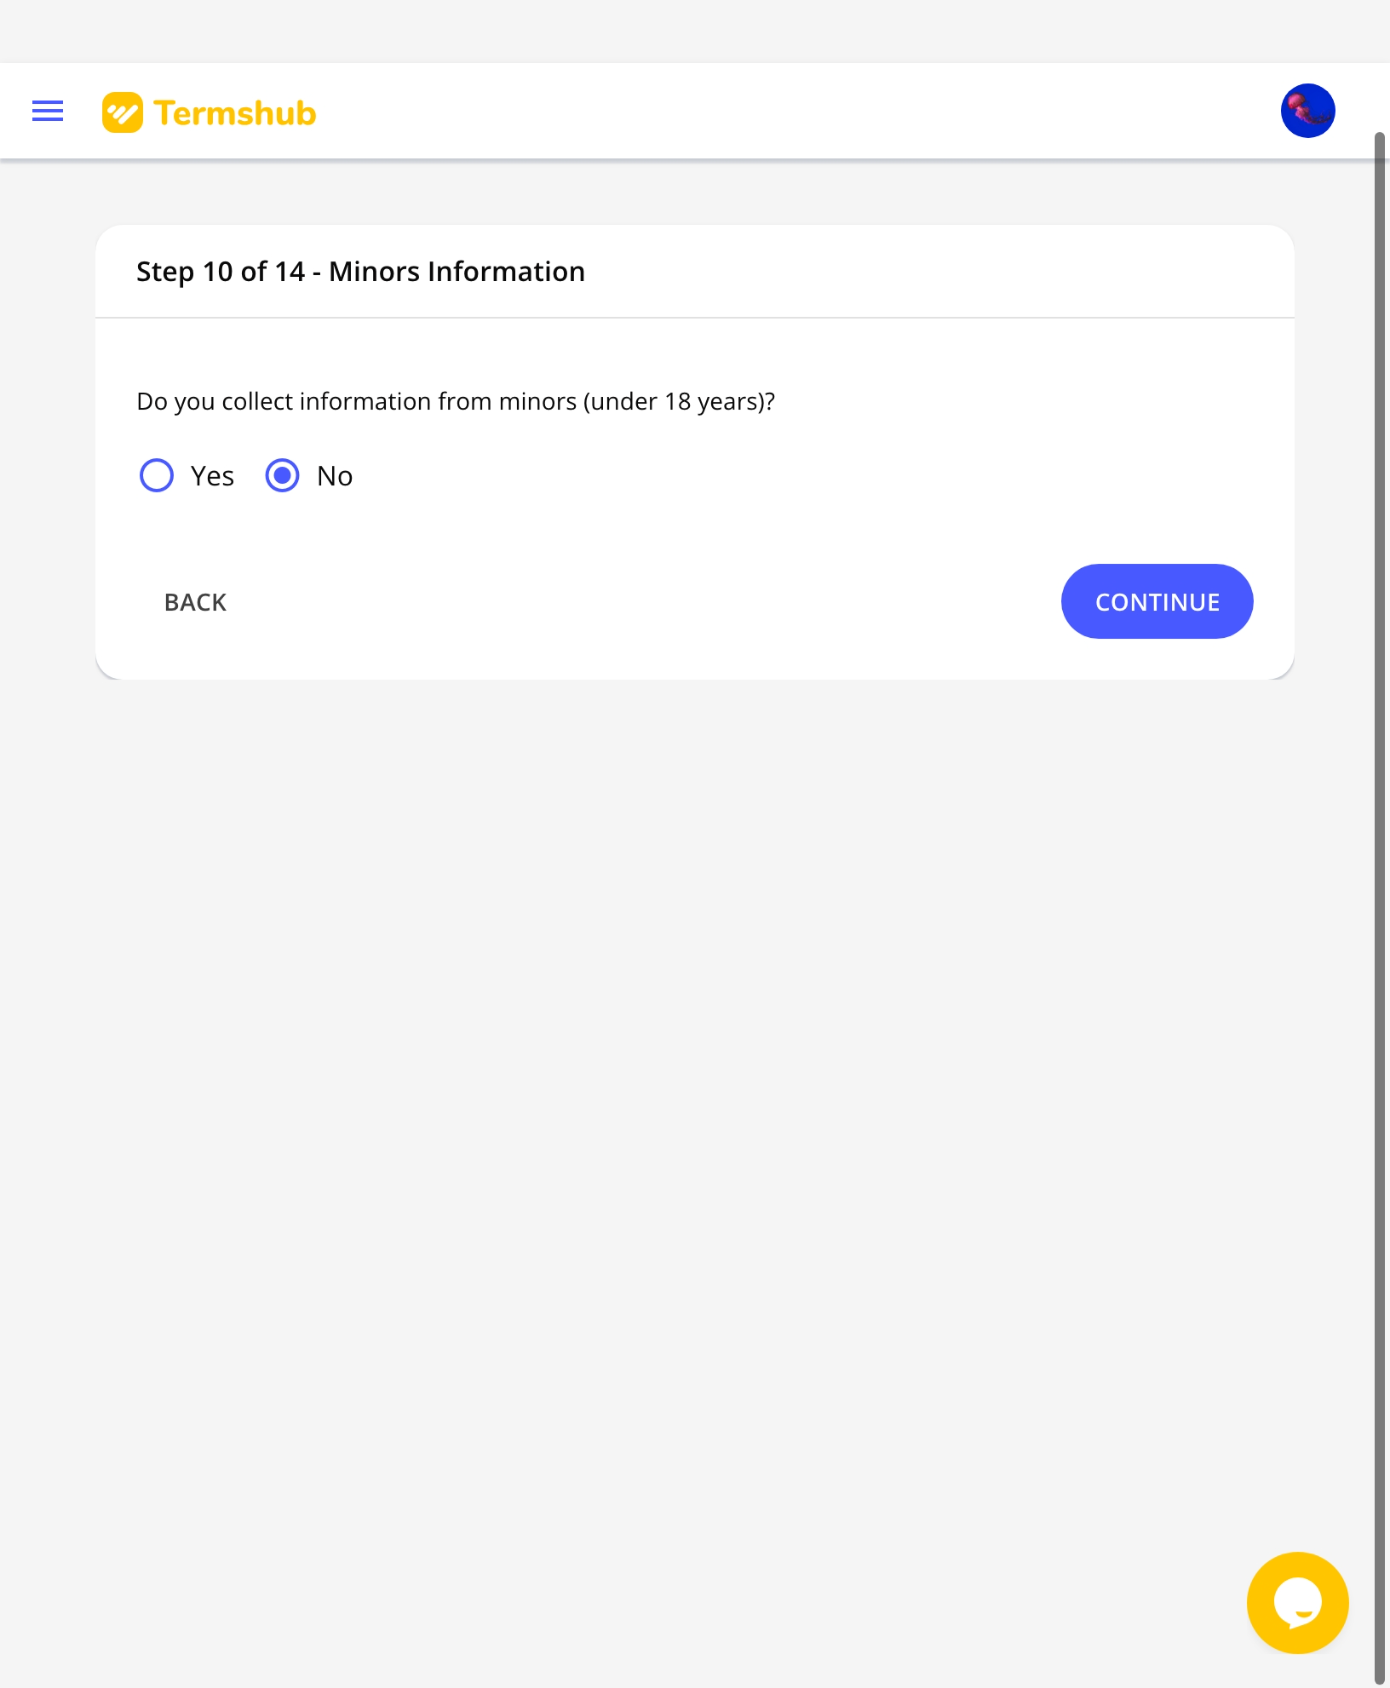 Termshub
Step 10 of 14 - Minors Information
Do you collect information from minors (under 18 years)?
Yes No
BACK CONTINUE